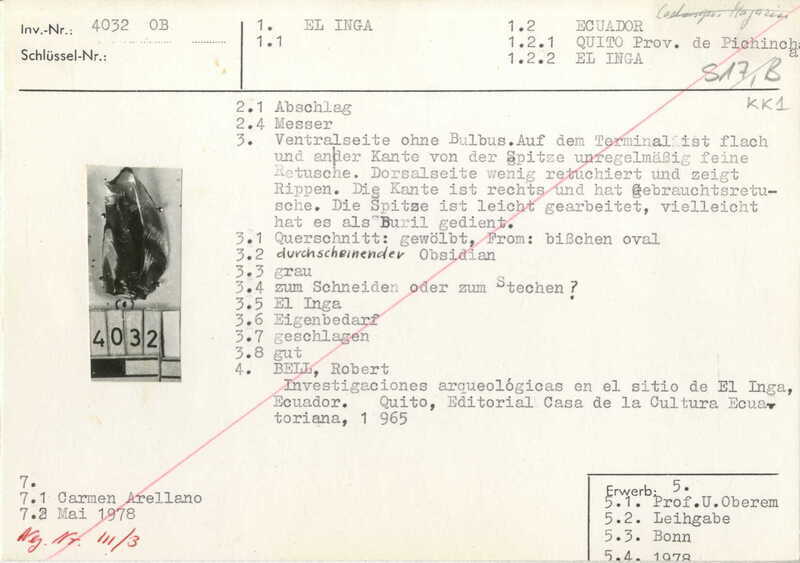 Inv.-Nr.: 4032 OB
Schlüssel-Nr.:
1. EL INGA
1.1
1.2 ECUADOR
1.2.1 QUITO Prov. de Pichincha
1.2.2 EL INGA
Magazin
S17, B
KK1
2.1 Abschlag
2.4 Messer
3. Ventralseite ohne Bulbus. Auf dem Terminal ist flach
und an der Kante von der Spitze unregelmäßig feine
Retusche. Dorsalseite wenig retuchiert und zeigt
Rippen. Die Kante ist rechts und hat Gebrauchsretu-
sche. Die Spitze ist leicht gearbeitet, vielleicht
hat es als Buril gedient.
3.1 Querschnitt: gewölbt, From: bißchen oval
3.2 durchscheinender Obsidian
3.3 grau
3.4 zum Schneiden oder zum Stechen?
3.5 El Inga
3.6 Eigenbedarf
3.7 geschlagen
3.8 gut
4. BELL, Robert
Investigaciones arqueológicas en el sitio de El Inga,
Ecuador. Quito, Editorial Casa de la Cultura Ecua-
toriana, 1 965
4032
7.
7.1 Carmen Arellano
7.2 Mai 1978
Neg. Nr. III/3
Erwerb: 5.
5.1. Prof.U.Oberem
5.2. Leihgabe
5.3. Bonn
5.4. 1978